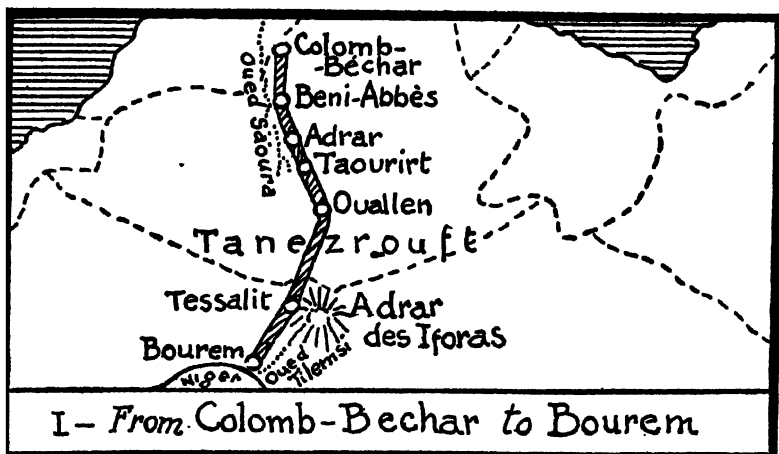 Colomb-
-Béchar
Oued Saoura
Beni-Abbès
Adrar
Taourirt
Ouallen
Tanezrouft
Tessalit
Adrar
des Iforas
Bourem
Niger
Oued
Tilemsi
I- From Colomb-Bechar to Bourem